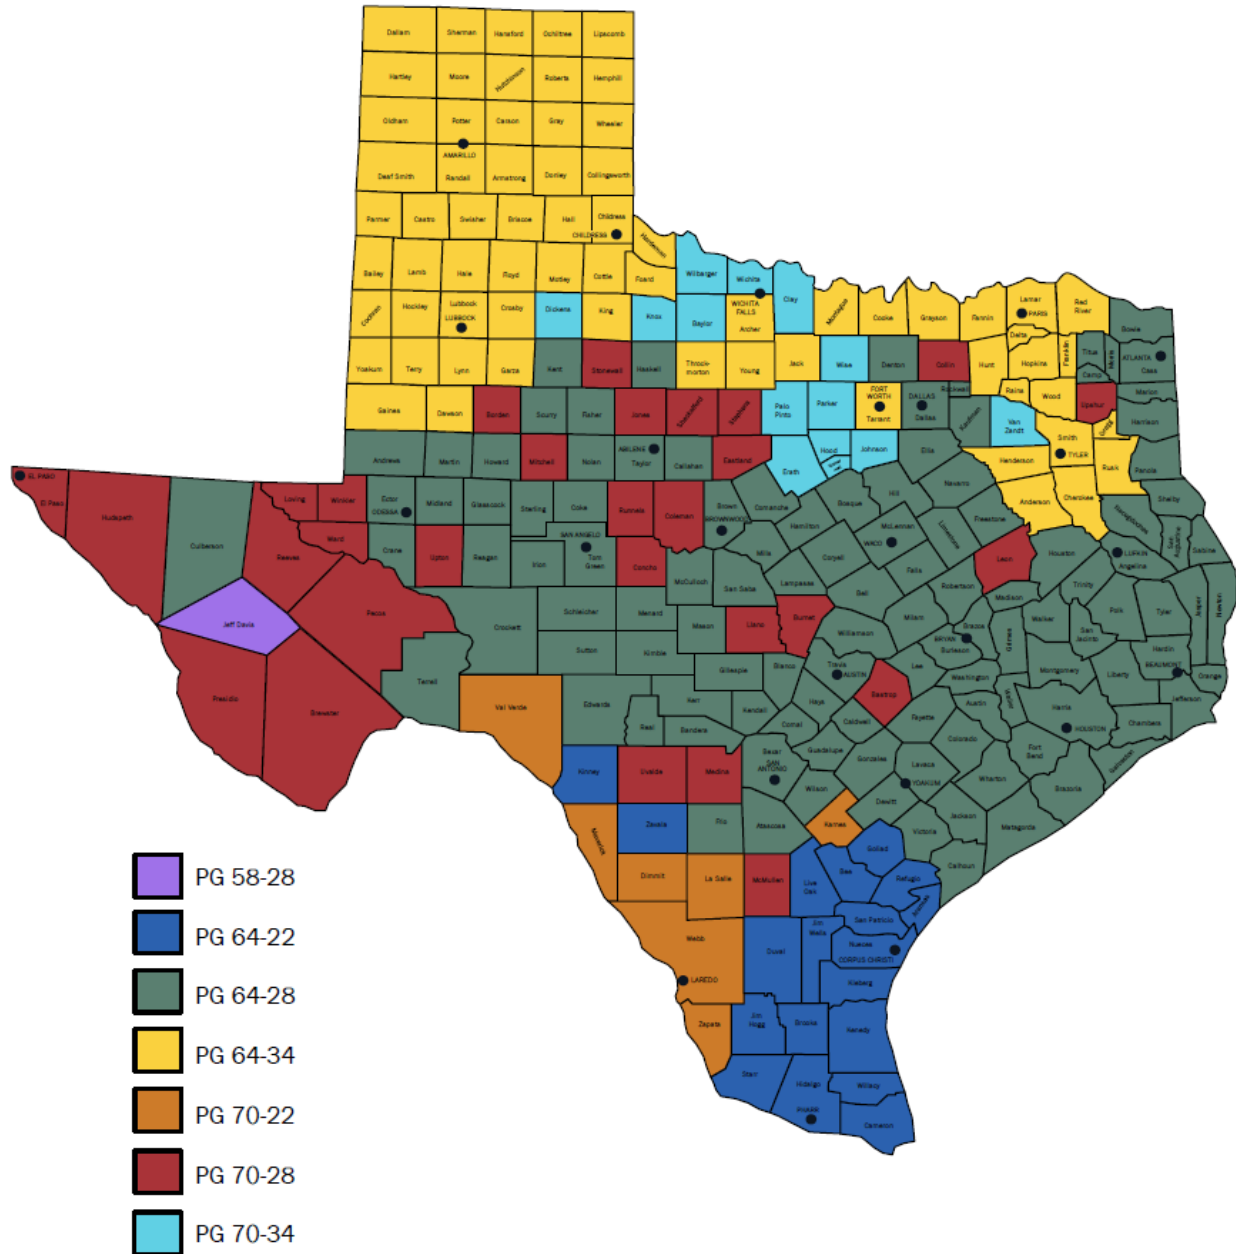 Dallam Sherman Hansford Ochiltree Lipscomb
Hartley Moore Hutchinson Roberts Hemphill
Oldham Potter Carson Gray Wheeler
AMARILLO
Deaf Smith Randall Armstrong Donley Collingsworth
Parmer Castro Swisher Briscoe Hall Childress
CHILDRESS
Hardeman
Bailey Lamb Hale Floyd Motley Cottle Foard Wilbarger Wichita Clay
Cochran Hockley Lubbock Crosby Dickens King Knox Baylor WICHITA Montague Cooke Grayson Fannin Lamar Red
LUBBOCK FALLS PARIS River
Archer Delta Bowie
Yoakum Terry Lynn Garza Kent Stonewall Haskell Throck- Young Jack Wise Denton Collin Hunt Hopkins Franklin Titus Morris ATLANTA
morton Camp Cass
Rockwall Rains Wood Upshur Marion
Gaines Dawson Borden Scurry Fisher Jones Shackelford Stephens Palo Parker FORT DALLAS Kaufman Van Harrison
Pinto WORTH Dallas Zandt
Tarrant Smith
Andrews Martin Howard Mitchell Nolan ABILENE Callahan Eastland Erath Hood Johnson Ellis Henderson TYLER Rusk Panola
Taylor
EL PASO
El Paso Hudspeth Culberson Loving Winkler Ector Midland Glasscock Sterling Coke Runnels Coleman Brown Comanche Bosque Hill Navarro Anderson Cherokee Shelby
ODESSA BROWNWOOD Hamilton Freestone Nacogdoches
Reeves Ward Crane Upton Reagan Irion SAN ANGELO Concho Mills Coryell McLennan Limestone Leon Houston LUFKIN San Sabine
Tom WACO Angelina Augustine
Green McCulloch San Saba Lampasas Bell Falls Robertson Madison Trinity
Jeff Davis Pecos Crockett Schleicher Menard Mason Llano Burnet Williamson Milam Brazos Grimes Walker San Polk Tyler Jasper Newton
BRYAN Jacinto
Burleson Hardin
Presidio Brewster Terrell Sutton Kimble Gillespie Blanco Travis Lee Washington Montgomery Liberty BEAUMONT Orange
AUSTIN Jefferson
Val Verde Edwards Real Kerr Kendall Hays Bastrop Austin Waller Harris
Bandera Comal Caldwell Fayette HOUSTON Chambers
Kinney Uvalde Medina Bexar Guadalupe Gonzales Colorado Fort Galveston
SAN Lavaca Bend
ANTONIO Wilson YOAKUM Wharton Brazoria
Maverick Zavala Frio Atascosa Karnes Dewitt Jackson Matagorda
Victoria
Dimmit La Salle McMullen Live Bee Goliad Calhoun
Oak Refugio
Aransas
Webb Duval Jim San Patricio
Wells Nueces
CORPUS CHRISTI
LAREDO Kleberg
Zapata Jim Brooks Kenedy
Hogg
Starr Hidalgo Willacy
PHARR Cameron
PG 58-28
PG 64-22
PG 64-28
PG 64-34
PG 70-22
PG 70-28
PG 70-34